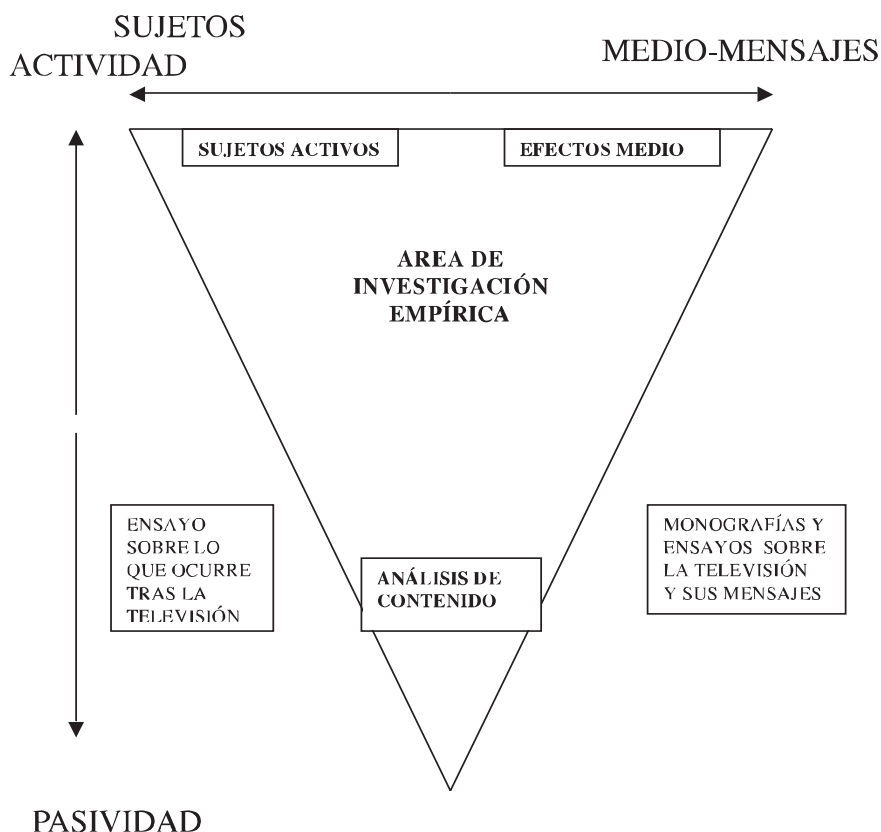 SUJETOS
ACTIVIDAD
MEDIO-MENSAJES
SUJETOS ACTIVOS
EFECTOS MEDIO
AREA DE
INVESTIGACIÓN
EMPÍRICA
ENSAYO
SOBRE LO
QUE OCURRE
TRAS LA
TELEVISIÓN
ANÁLISIS DE
CONTENIDO
MONOGRAFÍAS Y
ENSAYOS SOBRE
LA TELEVISIÓN
Y SUS MENSAJES
PASIVIDAD